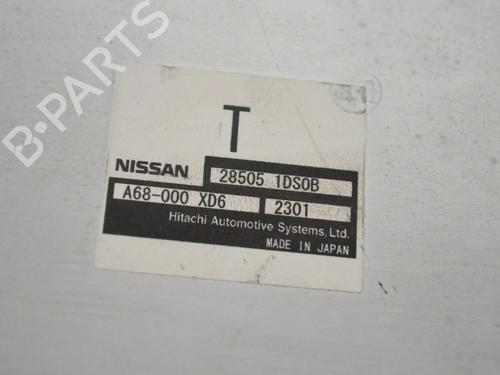 B-PARTS
T
NISSAN 28505 1DS0B
A68-000 XD6 2301
Hitachi Automotive Systems, Ltd.
MADE IN JAPAN